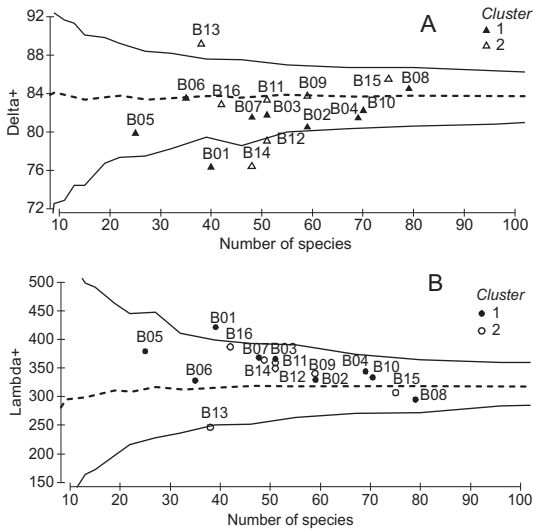 A
Cluster
1
2
92
88
84
80
76
72
Delta+
B13
B06
B16
B11
B09
B15
B08
B07
B03
B04
B10
B05
B02
B12
B01
B14
10 20 30 40 50 60 70 80 90 100
Number of species
B
Cluster
1
2
500
450
400
350
300
250
200
150
Lambda+
B01
B16
B05
B07
B03
B11
B14
B09
B04
B10
B06
B12
B02
B15
B08
B13
10 20 30 40 50 60 70 80 90 100
Number of species